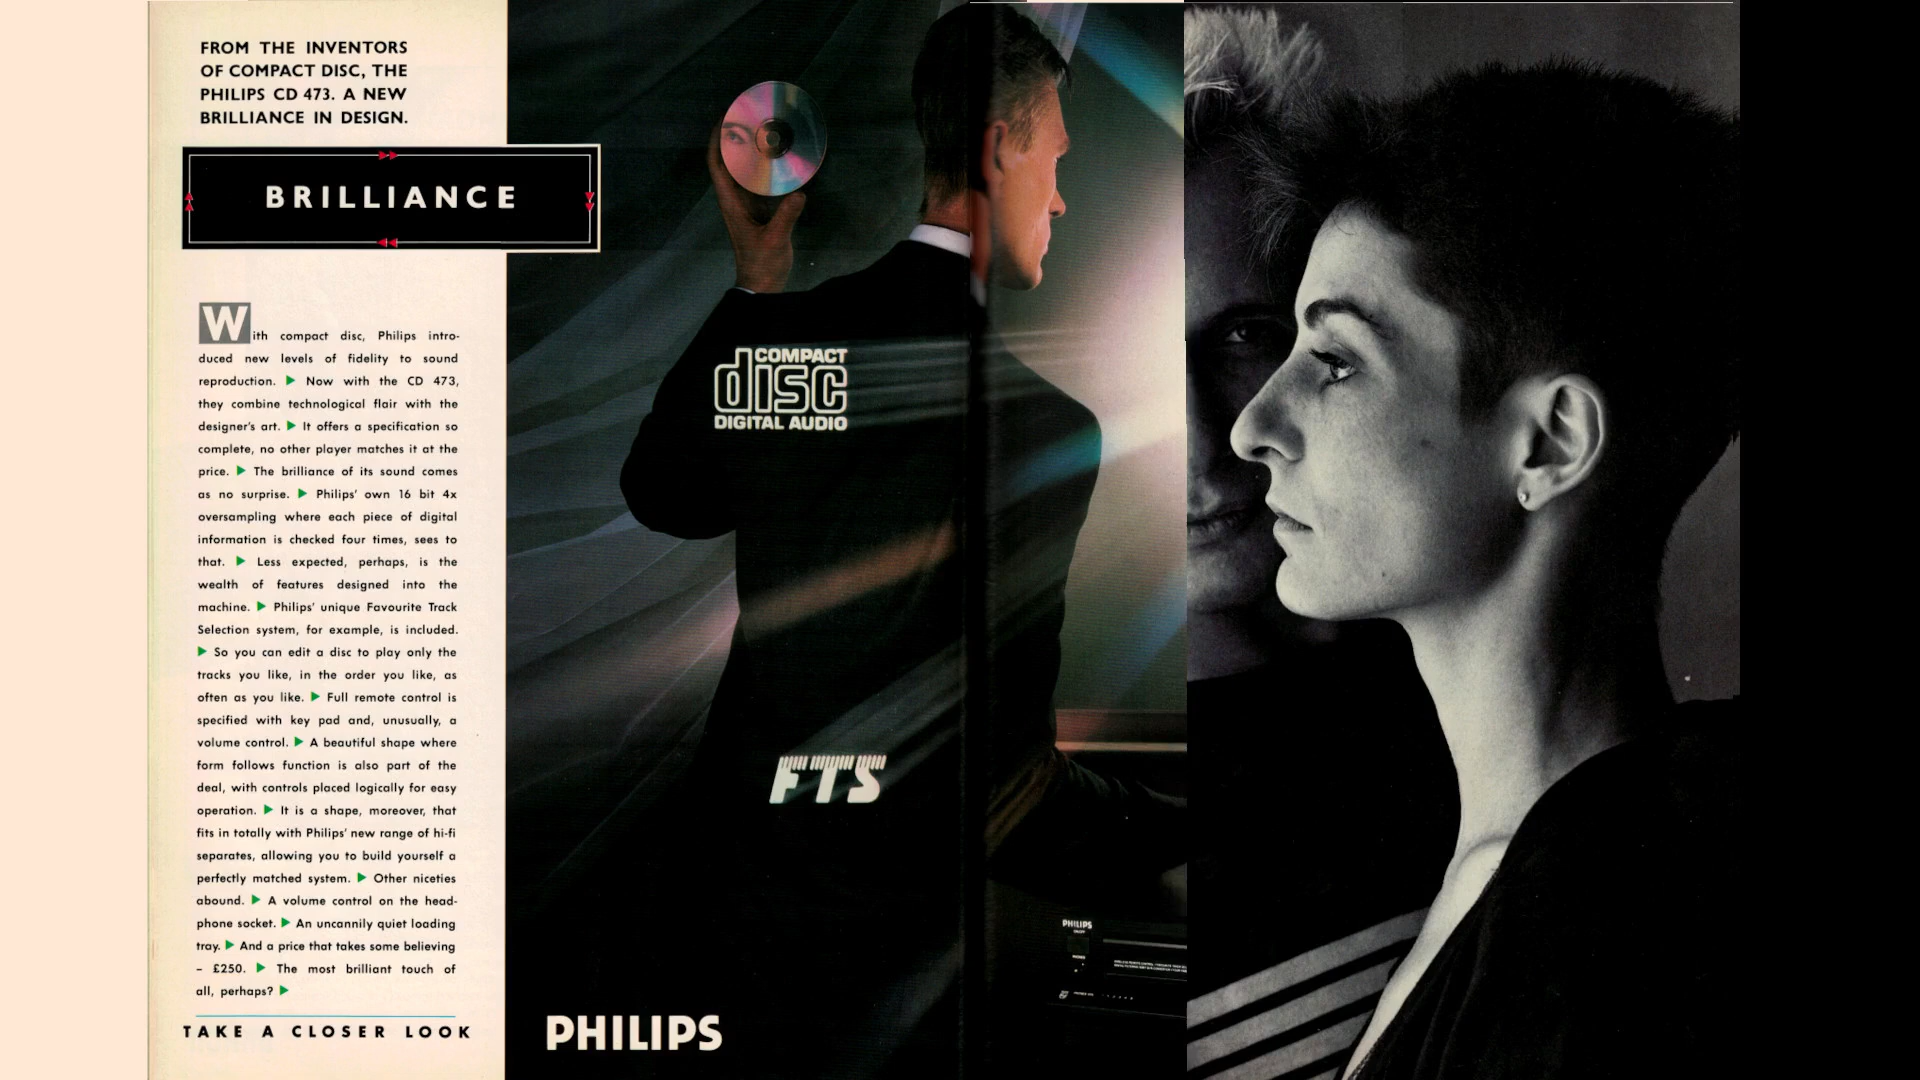 FROM THE INVENTORS
OF COMPACT DISC, THE
PHILIPS CD 473. A NEW
BRILLIANCE IN DESIGN.
BRILLIANCE
With compact disc, Philips intro-
duced new levels of fidelity to sound
reproduction. ▶ Now with the CD 473,
they combine technological flair with the
designer's art. ▶ It offers a specification so
complete, no other player matches it at the
price. ▶ The brilliance of its sound comes
as no surprise. ▶ Philips' own 16 bit 4x
oversampling where each piece of digital
information is checked four times, sees to
that. ▶ Less expected, perhaps, is the
wealth of features designed into the
machine. ▶ Philips' unique Favourite Track
Selection system, for example, is included.
▶ So you can edit a disc to play only the
tracks you like, in the order you like, as
often as you like. ▶ Full remote control is
specified with key pad and, unusually, a
volume control. ▶ A beautiful shape where
form follows function is also part of the
deal, with controls placed logically for easy
operation. ▶ It is a shape, moreover, that
fits in totally with Philips' new range of hi-fi
separates, allowing you to build yourself a
perfectly matched system. ▶ Other niceties
abound. ▶ A volume control on the head-
phone socket. ▶ An uncannily quiet loading
tray. ▶ And a price that takes some believing
– £250. ▶ The most brilliant touch of
all, perhaps? ▶
TAKE A CLOSER LOOK
COMPACT
disc
DIGITAL AUDIO
FTS
PHILIPS
PHILIPS